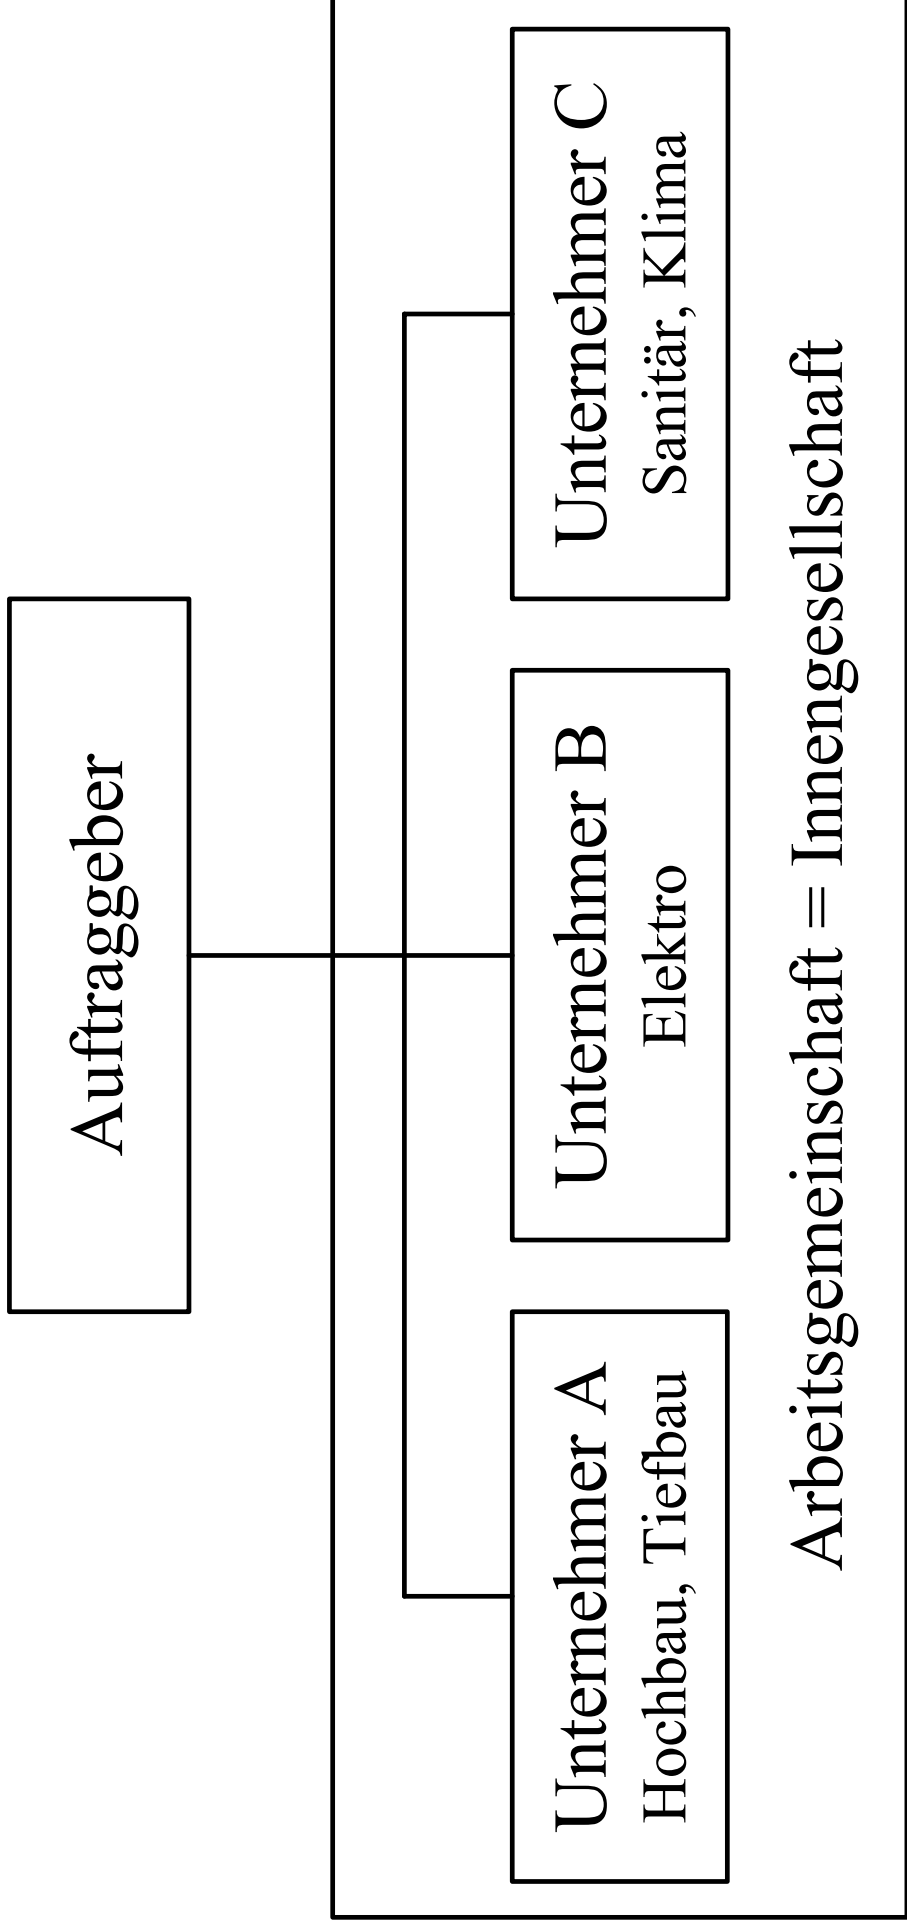 Auftraggeber
Unternehmer A
Hochbau, Tiefbau
Unternehmer B
Elektro
Unternehmer C
Sanitär, Klima
Arbeitsgemeinschaft = Innengesellschaft